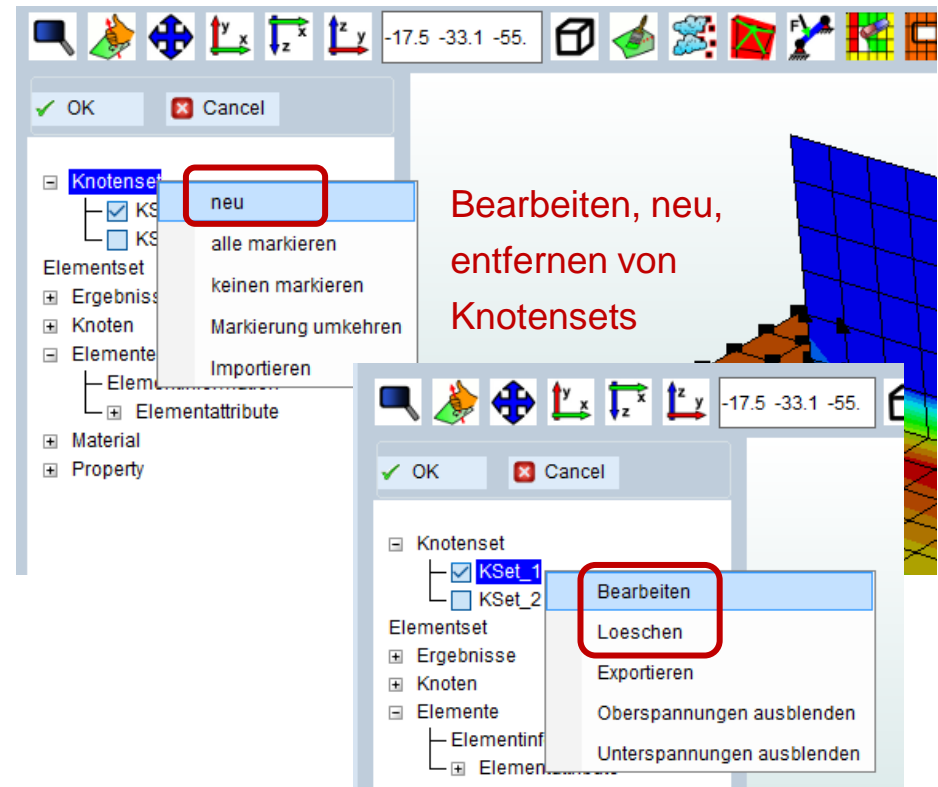 -17.5 -33.1 -55.
OK Cancel
Knotenset
neu
alle markieren
keinen markieren
Markierung umkehren
Importieren
Elementset
Knoten
Elemente
Elementattribute
Material
Property
Bearbeiten, neu,
entfernen von
Knotensets
-17.5 -33.1 -55.
OK Cancel
Knotenset
KSet_1
KSet_2
Elementset
Ergebnisse
Knoten
Elemente
Bearbeiten
Loeschen
Exportieren
Oberspannungen ausblenden
Unterspannungen ausblenden